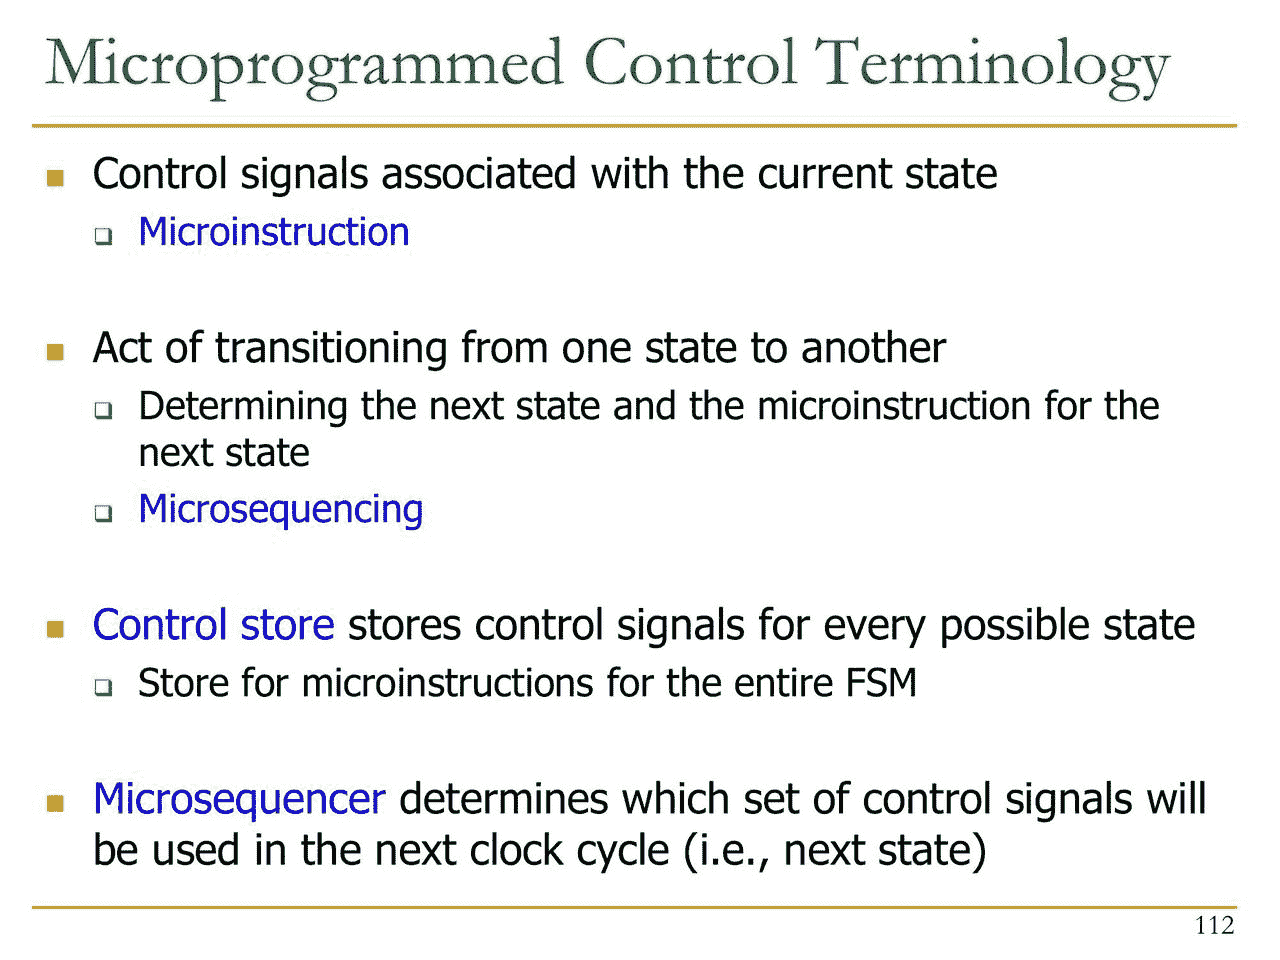 Microprogrammed Control Terminology
Control signals associated with the current state
Microinstruction
Act of transitioning from one state to another
Determining the next state and the microinstruction for the
next state
Microsequencing
Control store stores control signals for every possible state
Store for microinstructions for the entire FSM
Microsequencer determines which set of control signals will
be used in the next clock cycle (i.e., next state)
112